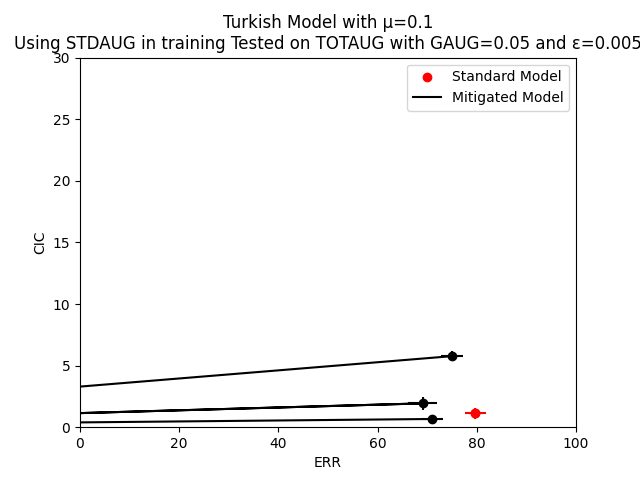 Turkish Model with μ=0.1
Using STDAUG in training Tested on TOTAUG with GAUG=0.05 and ε=0.005
30
25
20
15
10
5
0
CIC
Standard Model
Mitigated Model
0 20 40 60 80 100
ERR